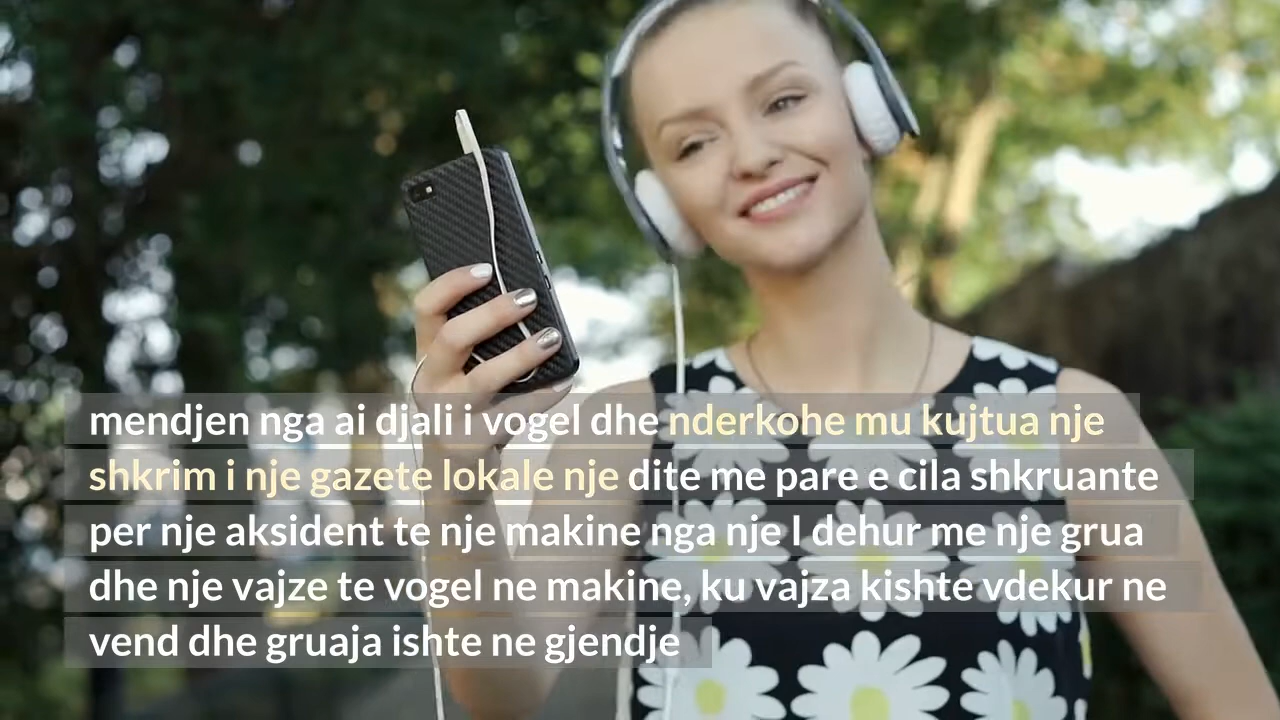 mendjen nga ai djali i vogel dhe nderkohe mu kujtua nje
shkrim i nje gazete lokale nje dite me pare e cila shkruante
per nje aksident te nje makine nga nje I dehur me nje grua
dhe nje vajze te vogel ne makine, ku vajza kishte vdekur ne
vend dhe gruaja ishte ne gjendje